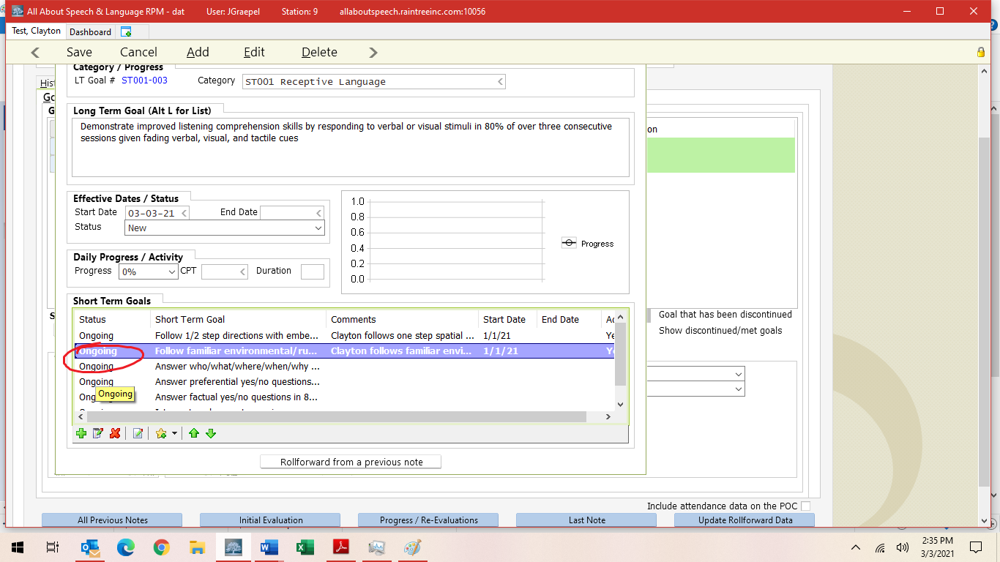 All About Speech & Language RPM - dat User: JGraepel Station: 9 allaboutspeech.raintreeinc.com:10056
Test, Clayton Dashboard
Save Cancel Add Edit Delete
Category / Progress
LT Goal # ST001-003 Category ST001 Receptive Language
Hist
Go
G
Long Term Goal (Alt L for List)
Demonstrate improved listening comprehension skills by responding to verbal or visual stimuli in 80% of over three consecutive
sessions given fading verbal, visual, and tactile cues
on
Effective Dates / Status
Start Date 03-03-21 End Date
Status New
1.0
0.8
0.6
0.4
0.2
0.0
Progress
Daily Progress / Activity
Progress 0% CPT Duration
Short Term Goals
Status Short Term Goal Comments Start Date End Date Ac
Ongoing Follow 1/2 step directions with embe... Clayton follows one step spatial ... 1/1/21 Ye
Ongoing Follow familiar environmental/ru... Clayton follows familiar envi... 1/1/21 Ye
Ongoing Answer who/what/where/when/why ...
Ongoing Answer preferential yes/no questions...
Ongoing Answer factual yes/no questions in 8...
Ongoing
S
Goal that has been discontinued
Show discontinued/met goals
Rollforward from a previous note
Include attendance data on the POC
All Previous Notes Initial Evaluation Progress / Re-Evaluations Last Note Update Rollforward Data
2:35 PM
3/3/2021